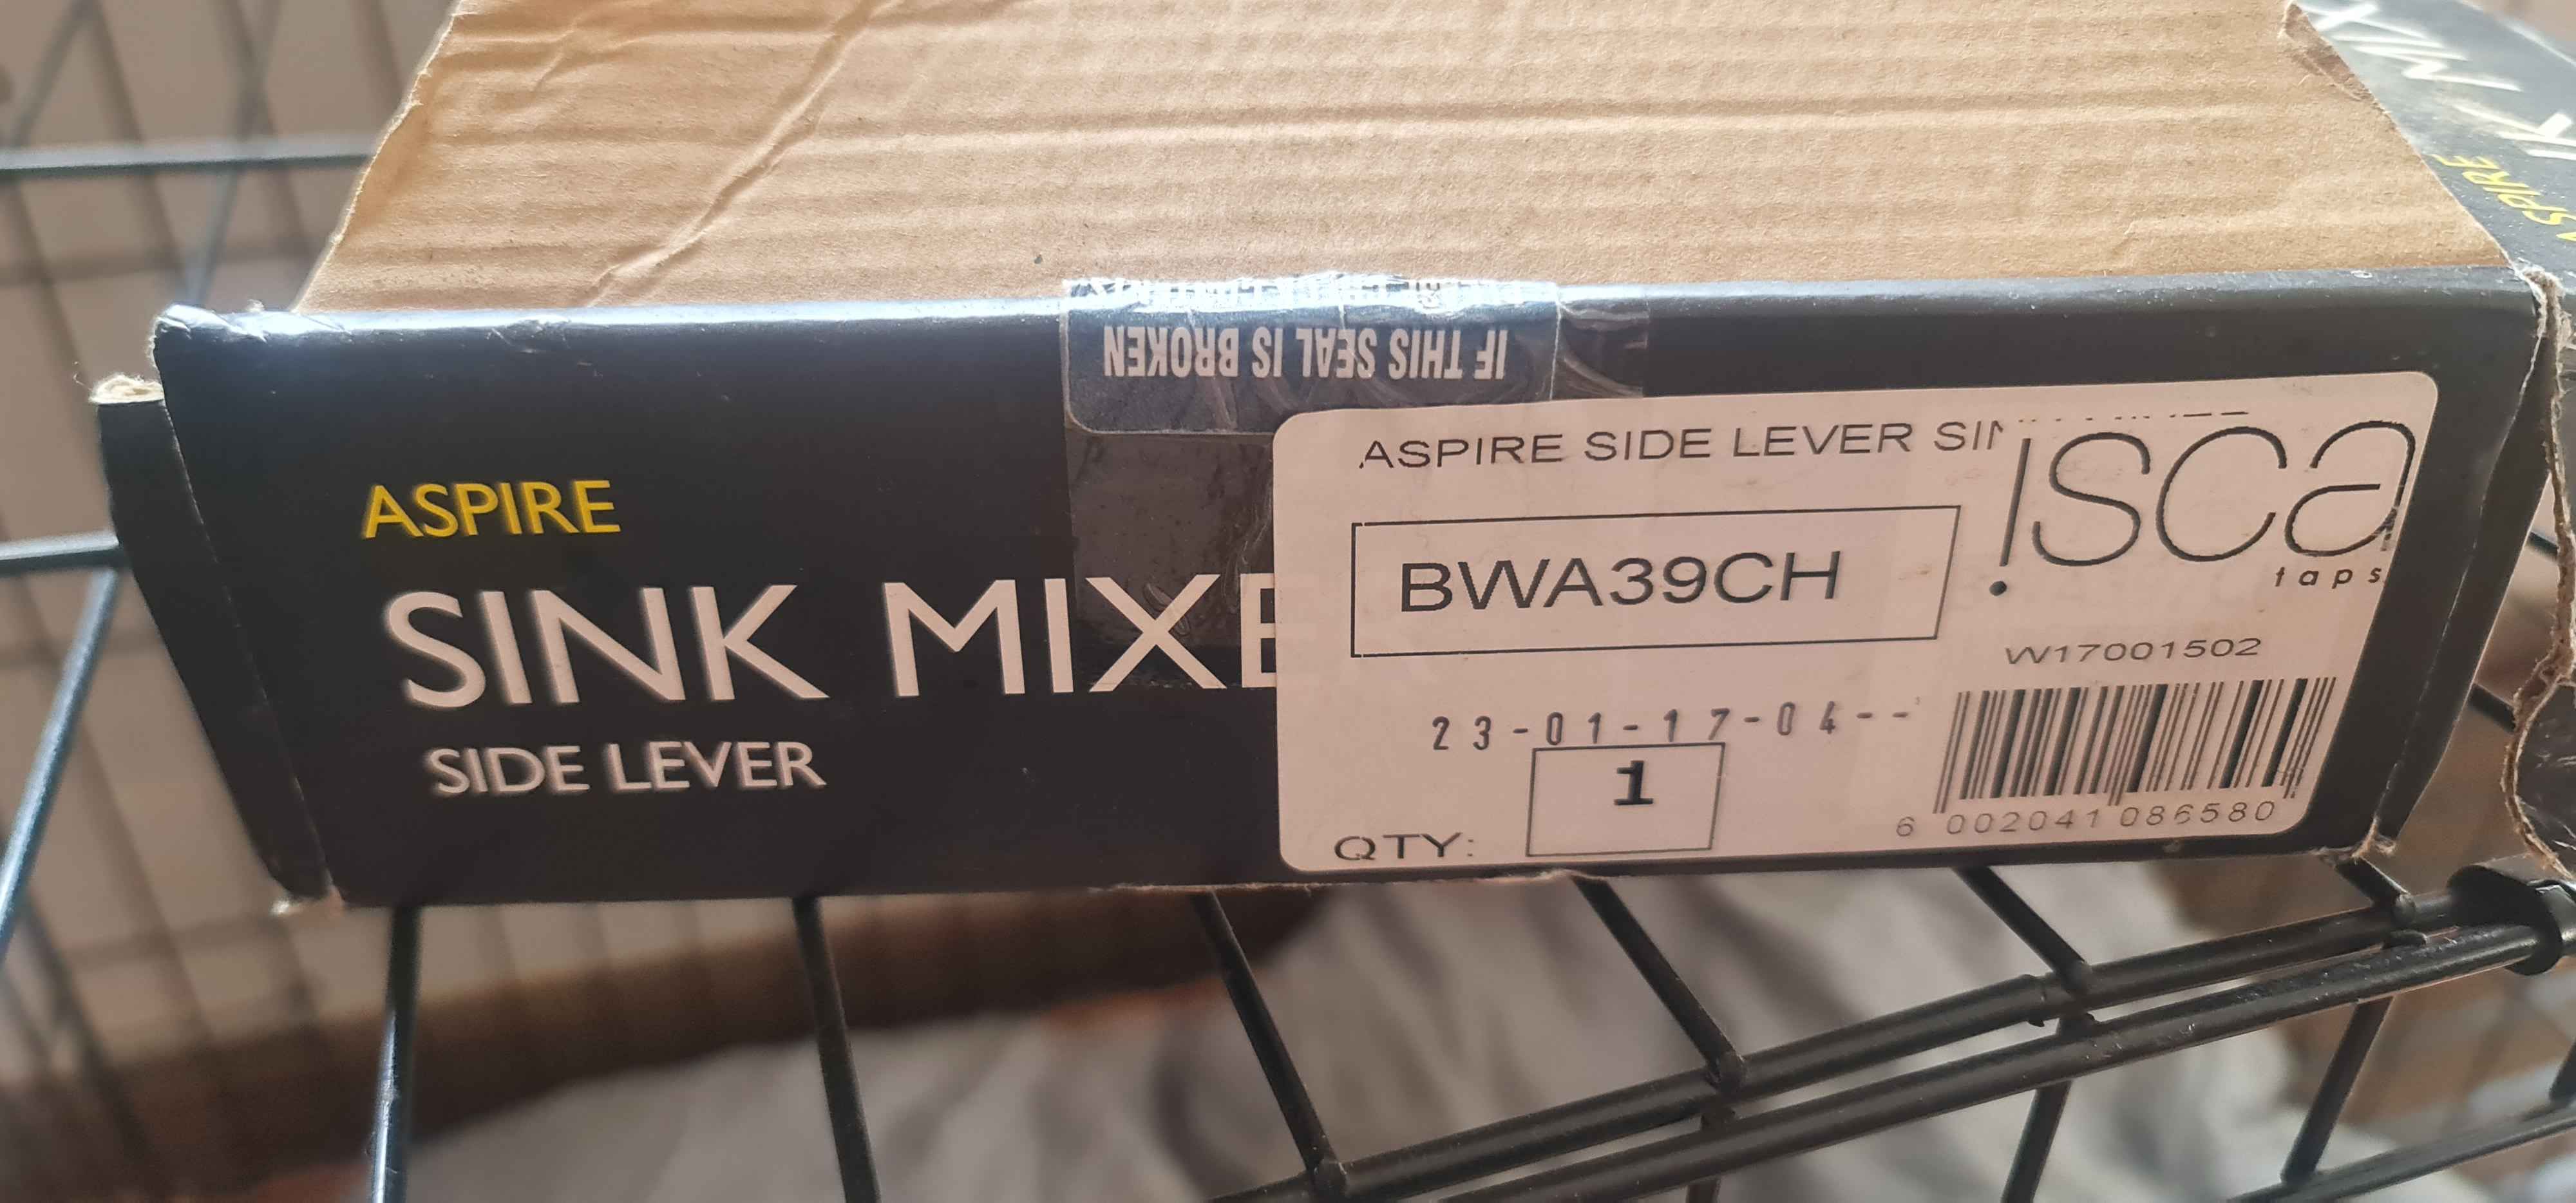 IF THIS SEAL IS BROKEN
ASPIRE
SINK MIXE
SIDE LEVER
ASPIRE SIDE LEVER
isca
taps
BWA39CH
W17001502
23-01-17-04--
1
QTY:
6 002041 086580
ASPIRE